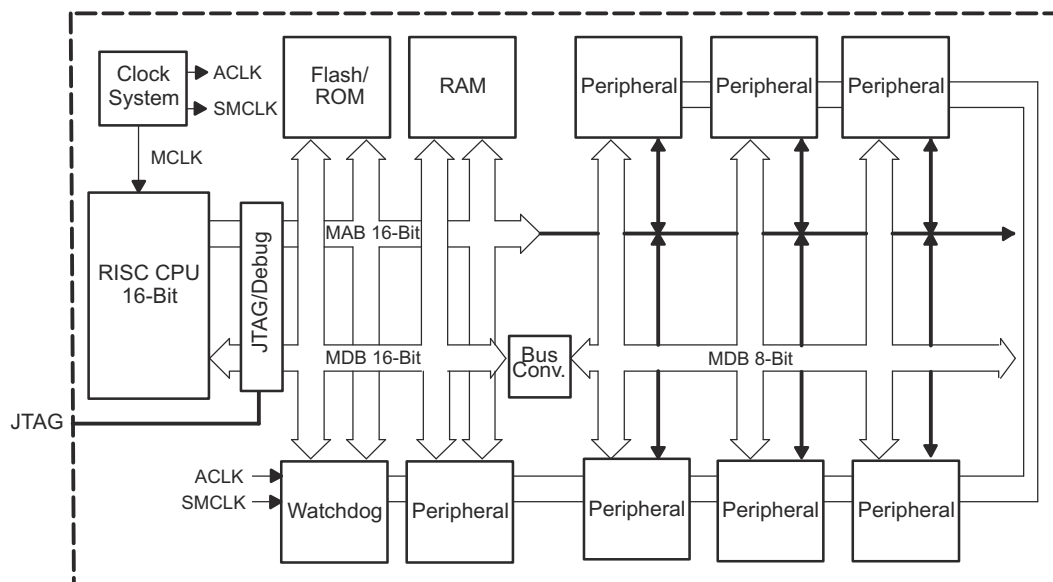 Clock
System
ACLK
SMCLK
MCLK
Flash/
ROM
RAM
Peripheral
Peripheral
Peripheral
RISC CPU
16-Bit
JTAG/Debug
MAB 16-Bit
MDB 16-Bit
Bus
Conv.
MDB 8-Bit
JTAG
ACLK
SMCLK
Watchdog
Peripheral
Peripheral
Peripheral
Peripheral